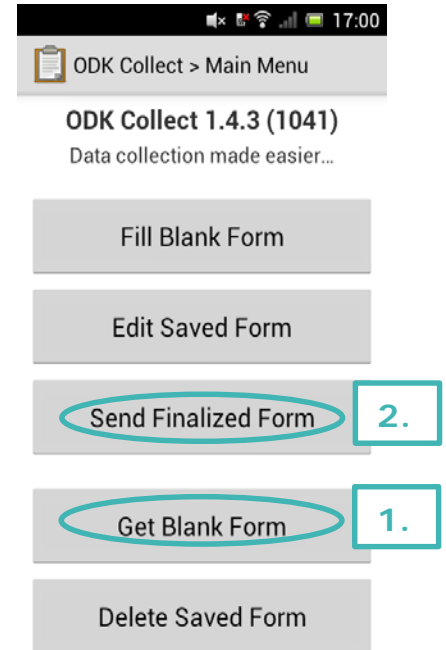 17:00
ODK Collect > Main Menu
ODK Collect 1.4.3 (1041)
Data collection made easier...
Fill Blank Form
Edit Saved Form
Send Finalized Form
2.
Get Blank Form
1.
Delete Saved Form